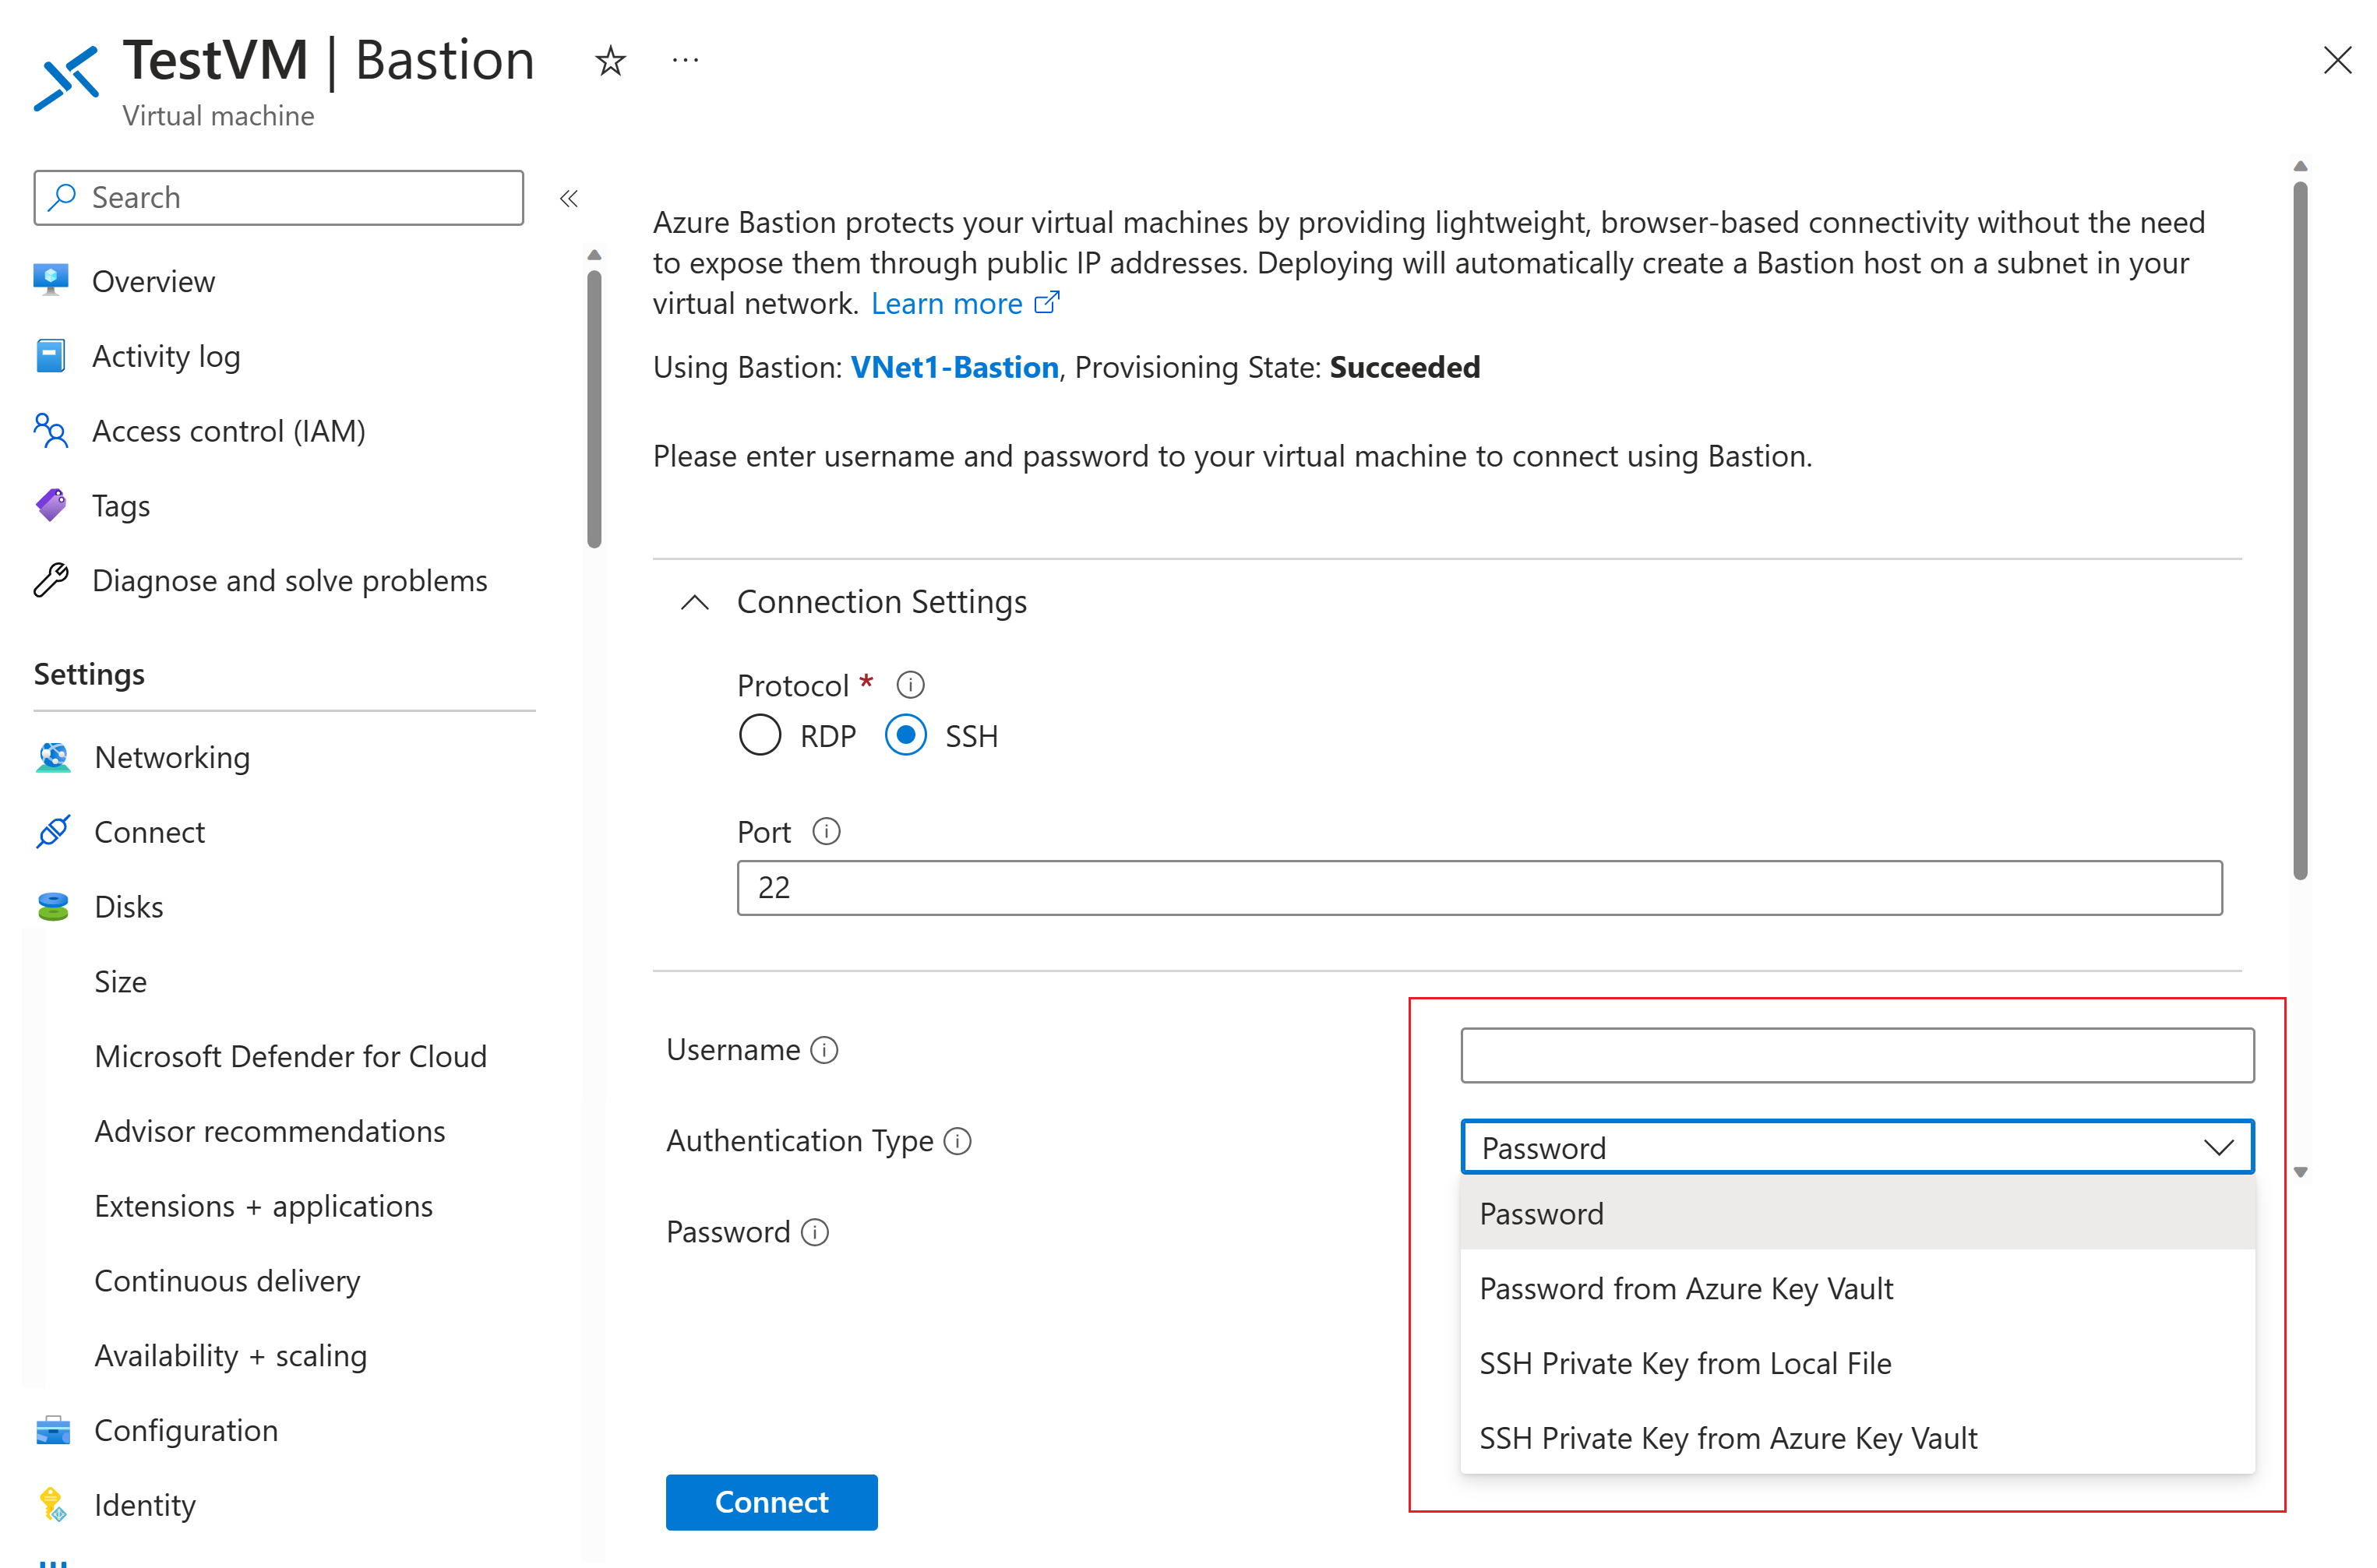 TestVM | Bastion
Virtual machine
Search
Overview
Activity log
Access control (IAM)
Tags
Diagnose and solve problems
Settings
Networking
Connect
Disks
Size
Microsoft Defender for Cloud
Advisor recommendations
Extensions + applications
Continuous delivery
Availability + scaling
Configuration
Identity
Azure Bastion protects your virtual machines by providing lightweight, browser-based connectivity without the need
to expose them through public IP addresses. Deploying will automatically create a Bastion host on a subnet in your
virtual network. Learn more
Using Bastion: VNet1-Bastion, Provisioning State: Succeeded
Please enter username and password to your virtual machine to connect using Bastion.
Connection Settings
Protocol *
RDP SSH
Port
22
Username
Authentication Type
Password
Password
Password
Password from Azure Key Vault
SSH Private Key from Local File
SSH Private Key from Azure Key Vault
Connect